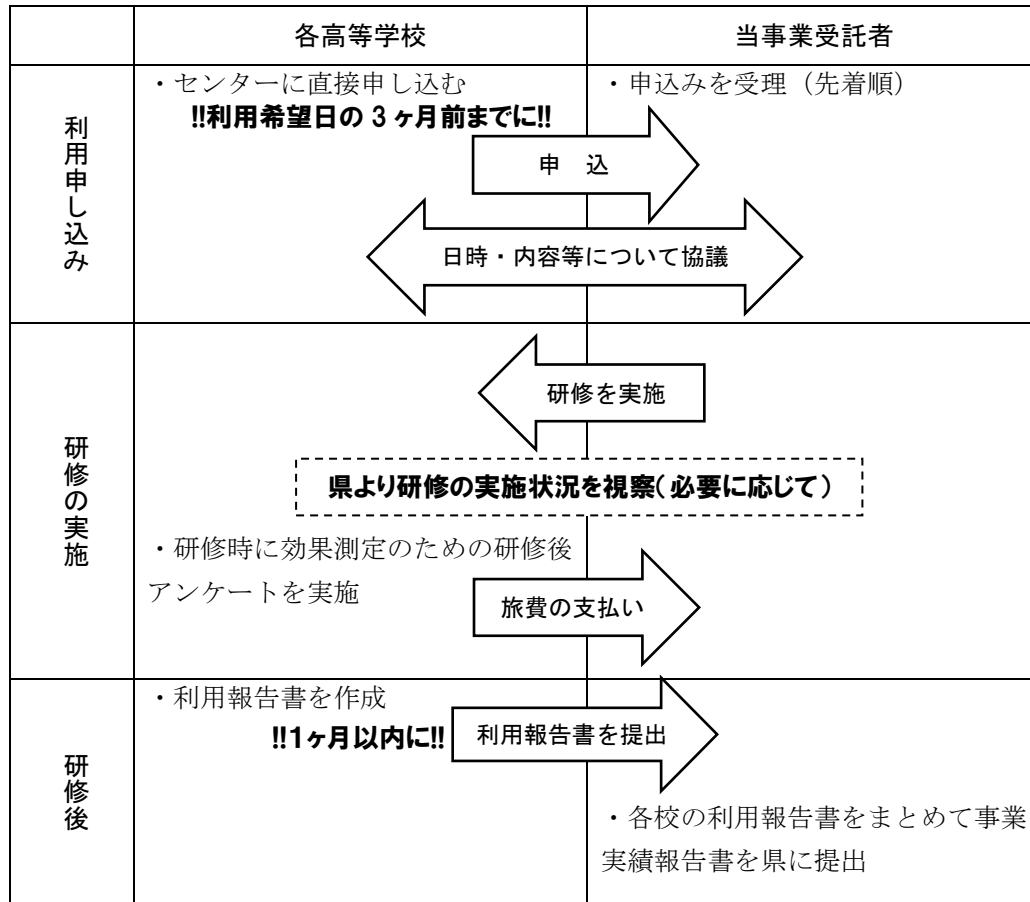 各高等学校
当事業受託者
利用申し込み
・センターに直接申し込む
!!利用希望日の3ヶ月前までに!!
・申込みを受理（先着順）
申　込
日時・内容等について協議
研修の実施
研修を実施
県より研修の実施状況を視察（必要に応じて）
・研修時に効果測定のための研修後
アンケートを実施
旅費の支払い
研修後
・利用報告書を作成
!!1ヶ月以内に!!
利用報告書を提出
・各校の利用報告書をまとめて事業
実績報告書を県に提出